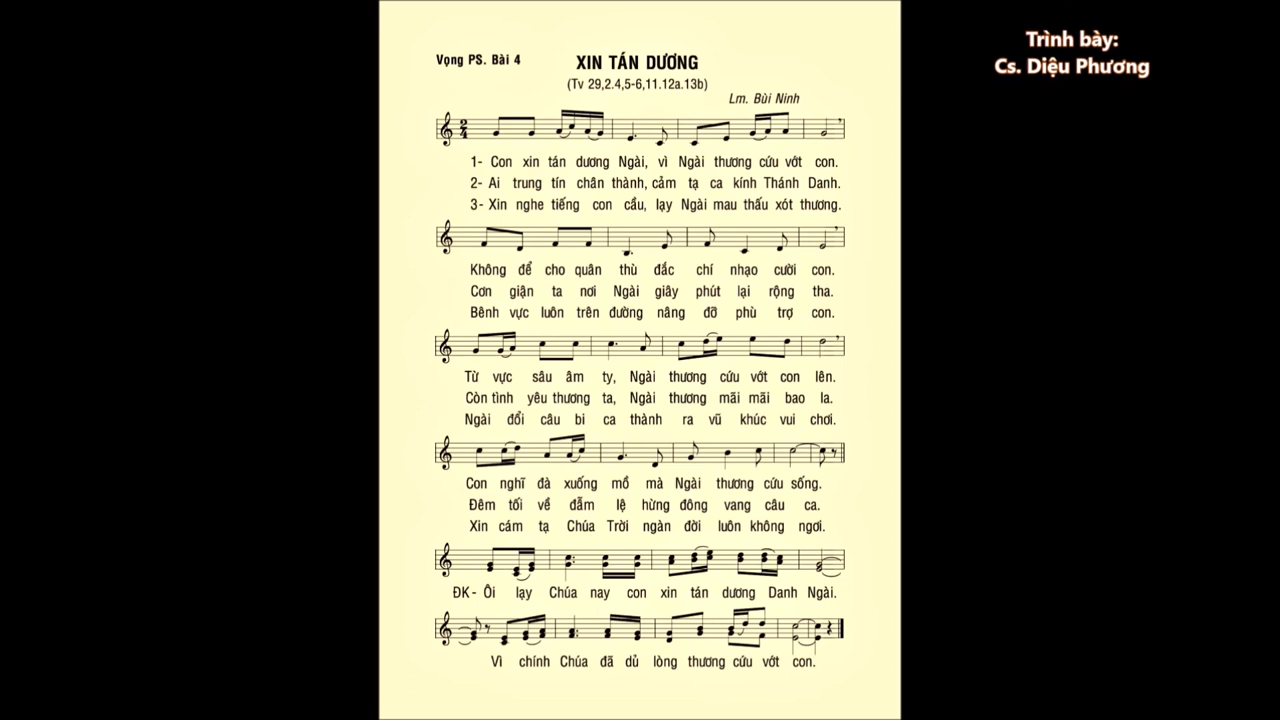 Trình bày:
Cs. Diệu Phương
Vọng PS. Bài 4
XIN TÁN DƯƠNG
(Tv 29,2.4,5-6,11.12a.13b)
Lm. Bùi Ninh
1- Con xin tán dương Ngài, vì Ngài thương cứu vớt con.
2- Ai trung tín chân thành, cảm tạ ca kính Thánh Danh.
3- Xin nghe tiếng con cầu, lạy Ngài mau thấu xót thương.
Không để cho quân thù đắc chí nhạo cười con.
Cơn giận ta nơi Ngài giây phút lại rộng tha.
Bênh vực luôn trên đường nâng đỡ phù trợ con.
Từ vực sâu âm ty, Ngài thương cứu vớt con lên.
Còn tình yêu thương ta, Ngài thương mãi mãi bao la.
Ngài đổi câu bi ca thành ra vũ khúc vui chơi.
Con nghĩ đà xuống mồ mà Ngài thương cứu sống.
Đêm tối về đẫm lệ hừng đông vang câu ca.
Xin cám tạ Chúa Trời ngàn đời luôn không ngơi.
ĐK- Ôi lạy Chúa nay con xin tán dương Danh Ngài.
Vì chính Chúa đã dủ lòng thương cứu vớt con.